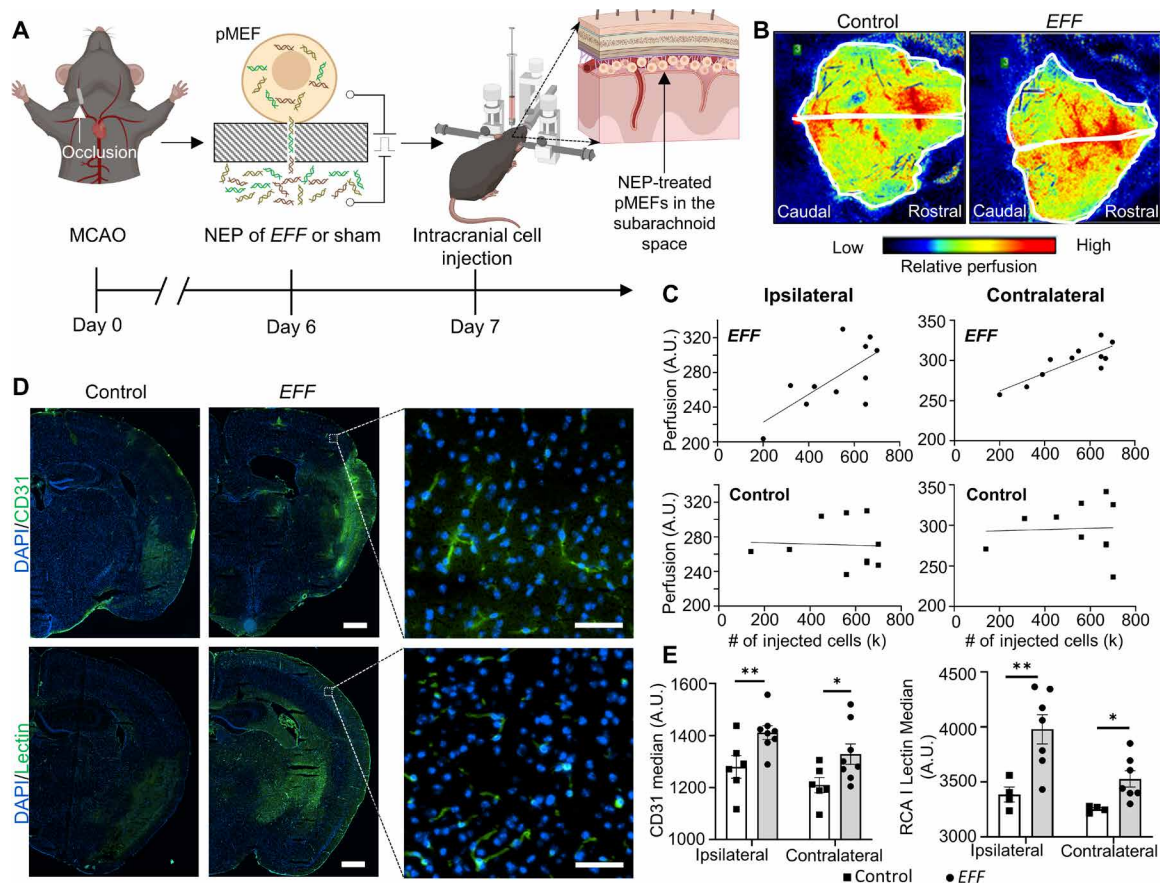 A
pMEF
Occlusion
MCAO
NEP of EFF or sham
Intracranial cell
injection
NEP-treated
pMEFs in the
subarachnoid
space
Day 0
Day 6
Day 7
B
Control
EFF
Caudal
Rostral
Caudal
Rostral
Low
High
Relative perfusion
C
Ipsilateral
Contralateral
EFF
Perfusion (A.U.)
320
280
240
200
0 200 400 600 800
EFF
350
300
250
200
0 200 400 600 800
Control
Perfusion (A.U.)
320
280
240
200
0 200 400 600 800
# of injected cells (k)
Control
350
300
250
200
0 200 400 600 800
# of injected cells (k)
D
Control
EFF
DAPI/CD31
DAPI/Lectin
E
CD31 median (A.U.)
1600
1400
1200
1000
**
*
Ipsilateral
Contralateral
RCA I Lectin Median
(A.U.)
4500
4000
3500
3000
**
*
Ipsilateral
Contralateral
Control
EFF